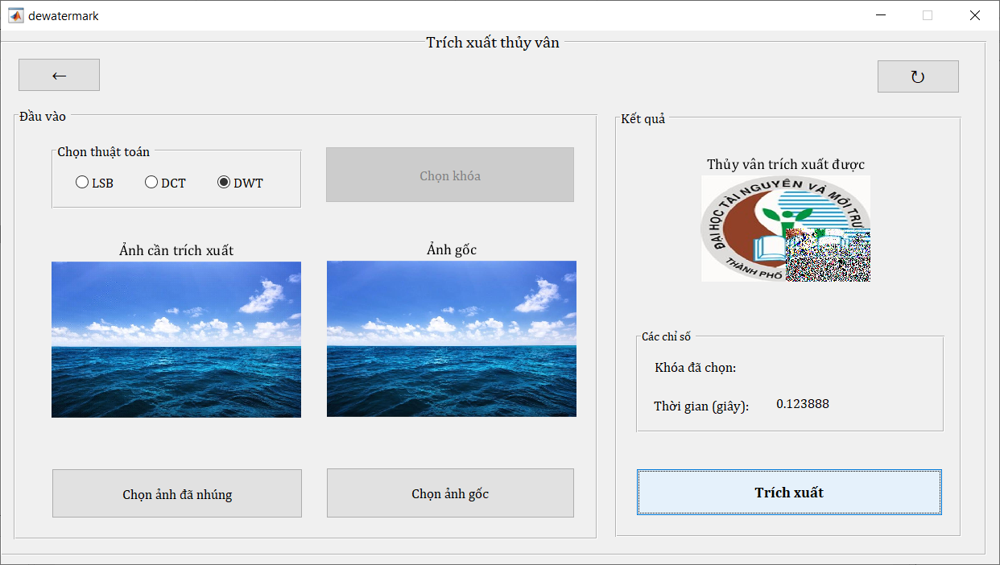 dewatermark
Trích xuất thủy vân
←
↻
Đầu vào
Chọn thuật toán
LSB
DCT
DWT
Chọn khóa
Ảnh cần trích xuất
Ảnh gốc
Chọn ảnh đã nhúng
Chọn ảnh gốc
Kết quả
Thủy vân trích xuất được
ĐẠI HỌC TÀI NGUYÊN VÀ MÔI TRƯ
THÀNH PHỐ
Các chỉ số
Khóa đã chọn:
Thời gian (giây): 0.123888
Trích xuất